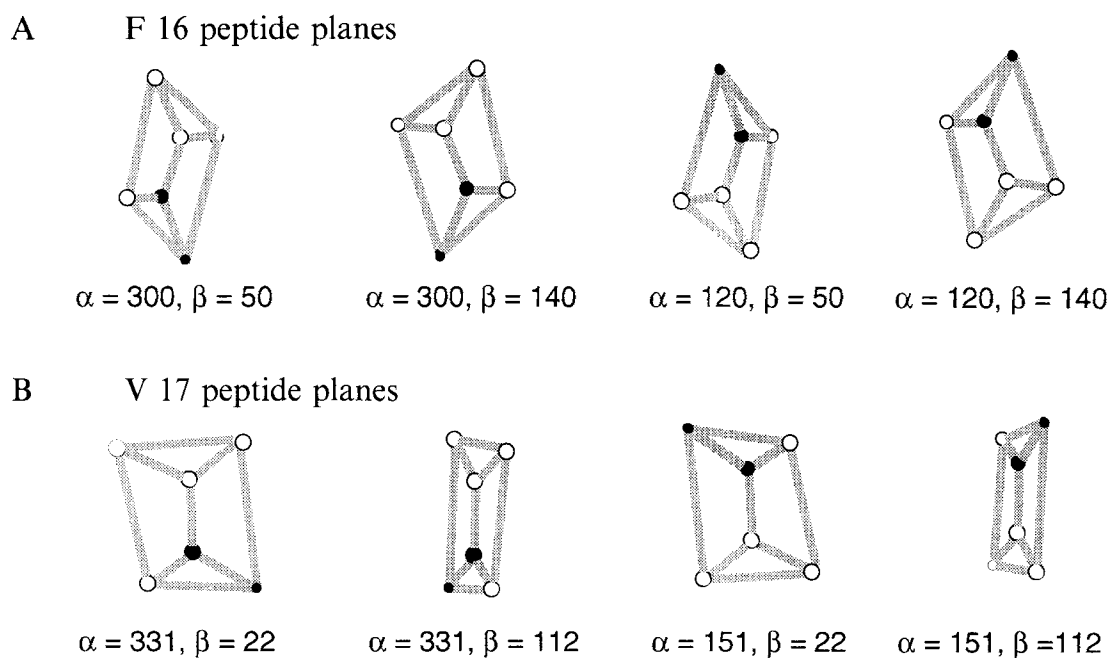 A F 16 peptide planes
α = 300, β = 50 α = 300, β = 140 α = 120, β = 50 α = 120, β = 140
B V 17 peptide planes
α = 331, β = 22 α = 331, β = 112 α = 151, β = 22 α = 151, β =112